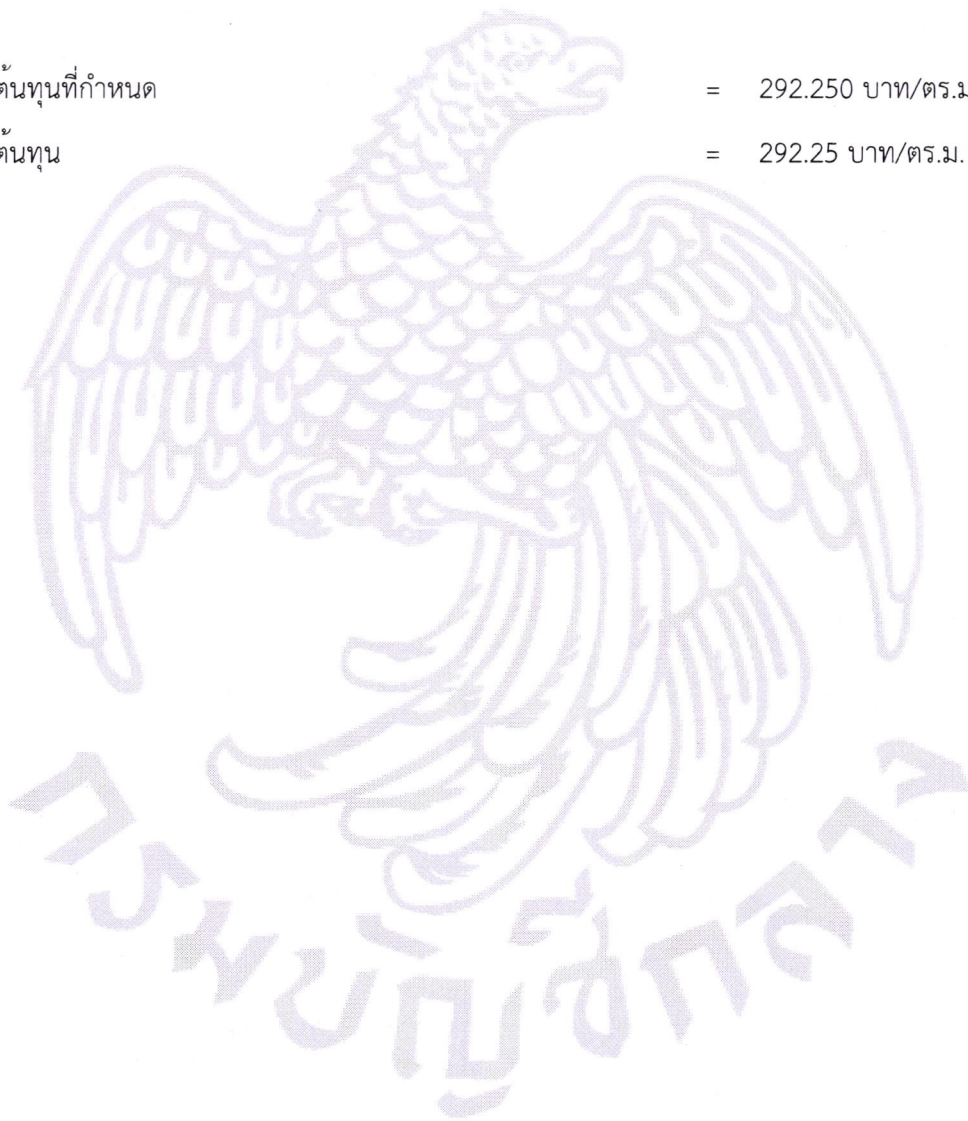 ต้นทุนที่กำหนด = 292.250 บาท/ตร.ม
ต้นทุน = 292.25 บาท/ตร.ม.
กรมบัญชีกลาง